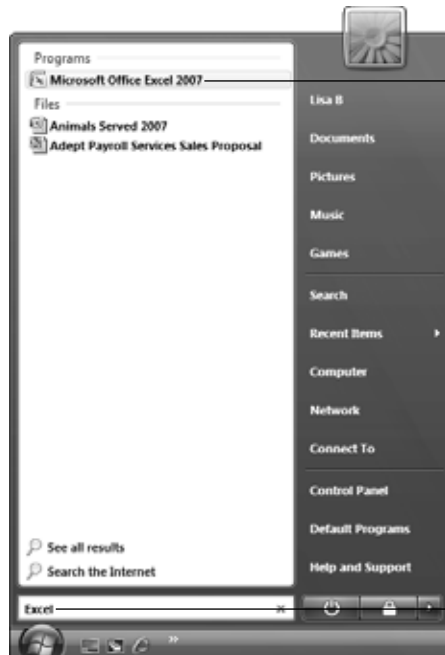 Programs
Microsoft Office Excel 2007
Files
Animals Served 2007
Adept Payroll Services Sales Proposal
See all results
Search the Internet
Excel
Lisa B
Documents
Pictures
Music
Games
Search
Recent Items
Computer
Network
Connect To
Control Panel
Default Programs
Help and Support